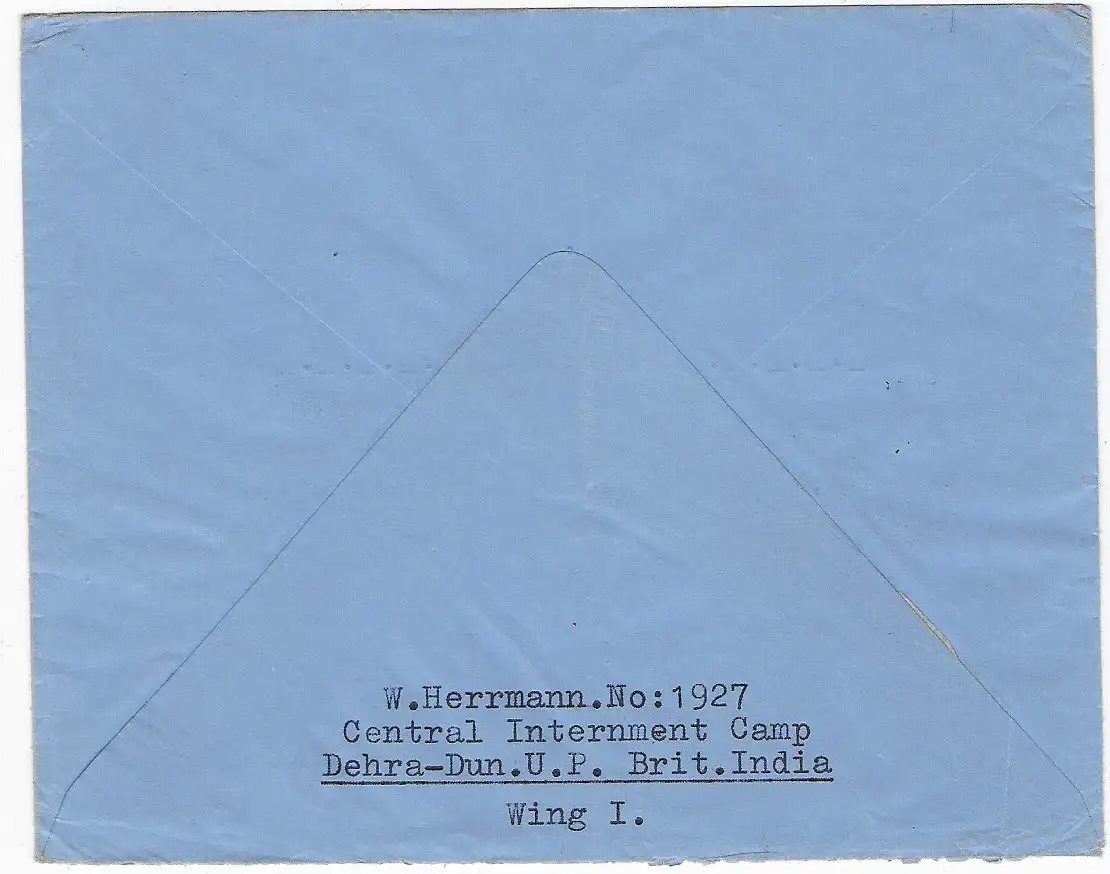 W.Herrmann.No:1927
Central Internment Camp
Dehra-Dun.U.P. Brit.India
Wing I.